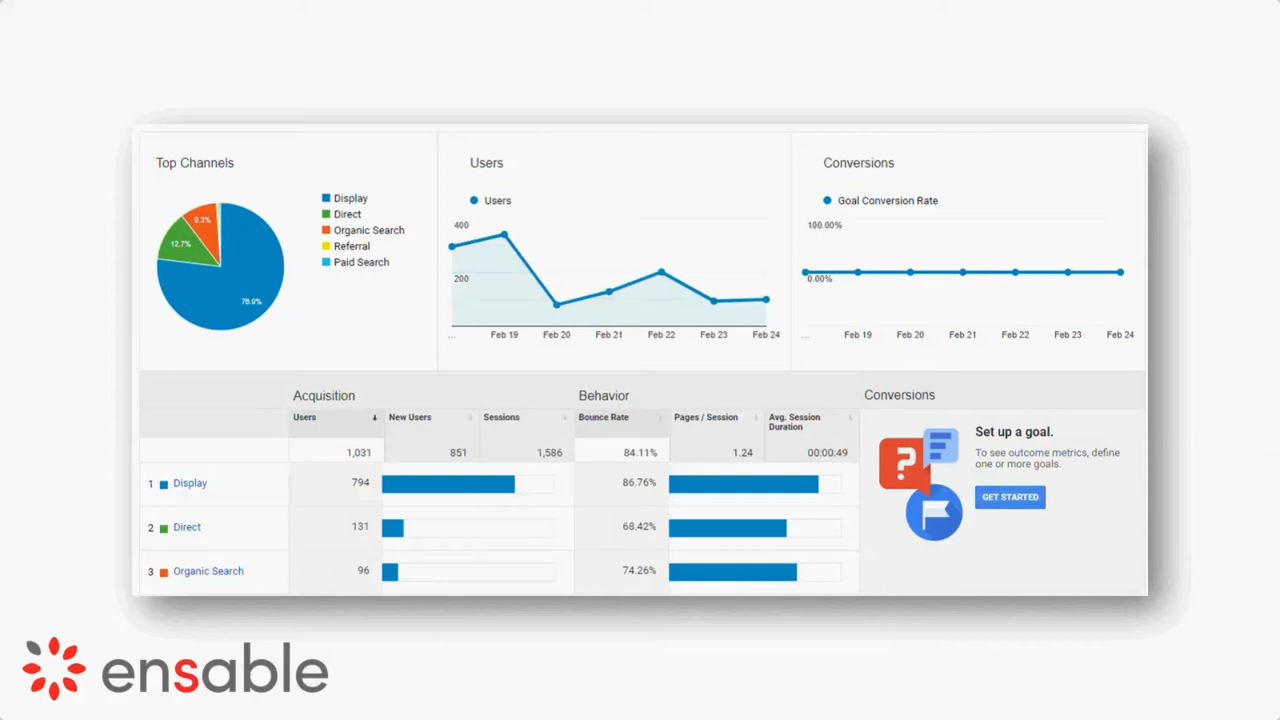 Top Channels
Display
Direct
Organic Search
Referral
Paid Search
9.3%
12.7%
76.9%
Users
Users
400
200
... Feb 19 Feb 20 Feb 21 Feb 22 Feb 23 Feb 24
Conversions
Goal Conversion Rate
100.00%
0.00%
... Feb 19 Feb 20 Feb 21 Feb 22 Feb 23 Feb 24
Acquisition Behavior Conversions
Users New Users Sessions Bounce Rate Pages / Session Avg. Session
Duration
1,031 851 1,586 84.11% 1.24 00:00:49
1 Display 794 86.76%
2 Direct 131 68.42%
3 Organic Search 96 74.26%
Set up a goal.
To see outcome metrics, define
one or more goals.
GET STARTED
?
ensable